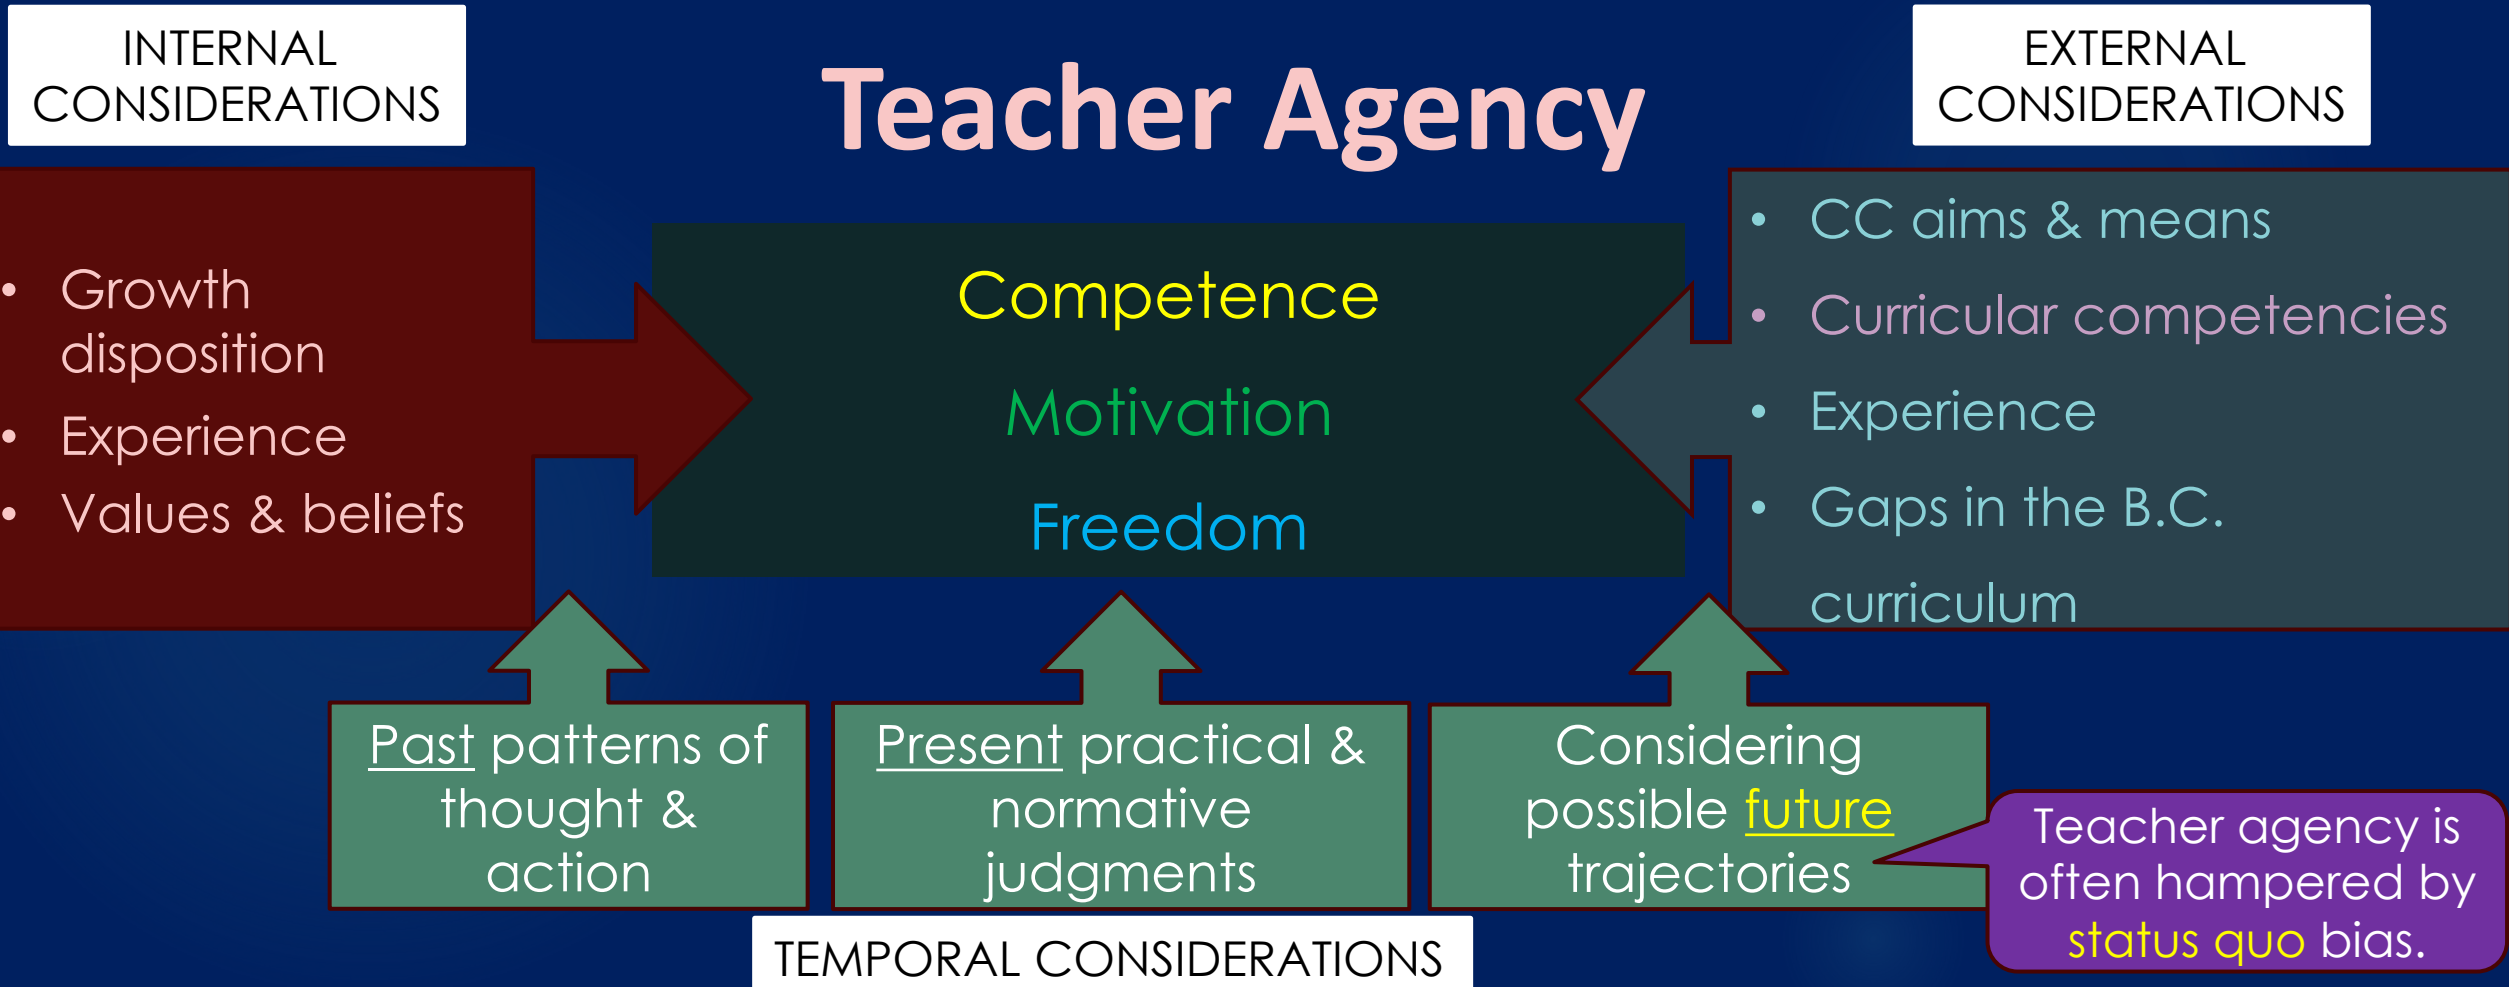 INTERNAL
CONSIDERATIONS
Teacher Agency
EXTERNAL
CONSIDERATIONS
• Growth
disposition
• Experience
• Values & beliefs
Competence
Motivation
Freedom
• CC aims & means
• Curricular competencies
• Experience
• Gaps in the B.C.
curriculum
Past patterns of
thought &
action
Present practical &
normative
judgments
Considering
possible future
trajectories
Teacher agency is
often hampered by
status quo bias.
TEMPORAL CONSIDERATIONS